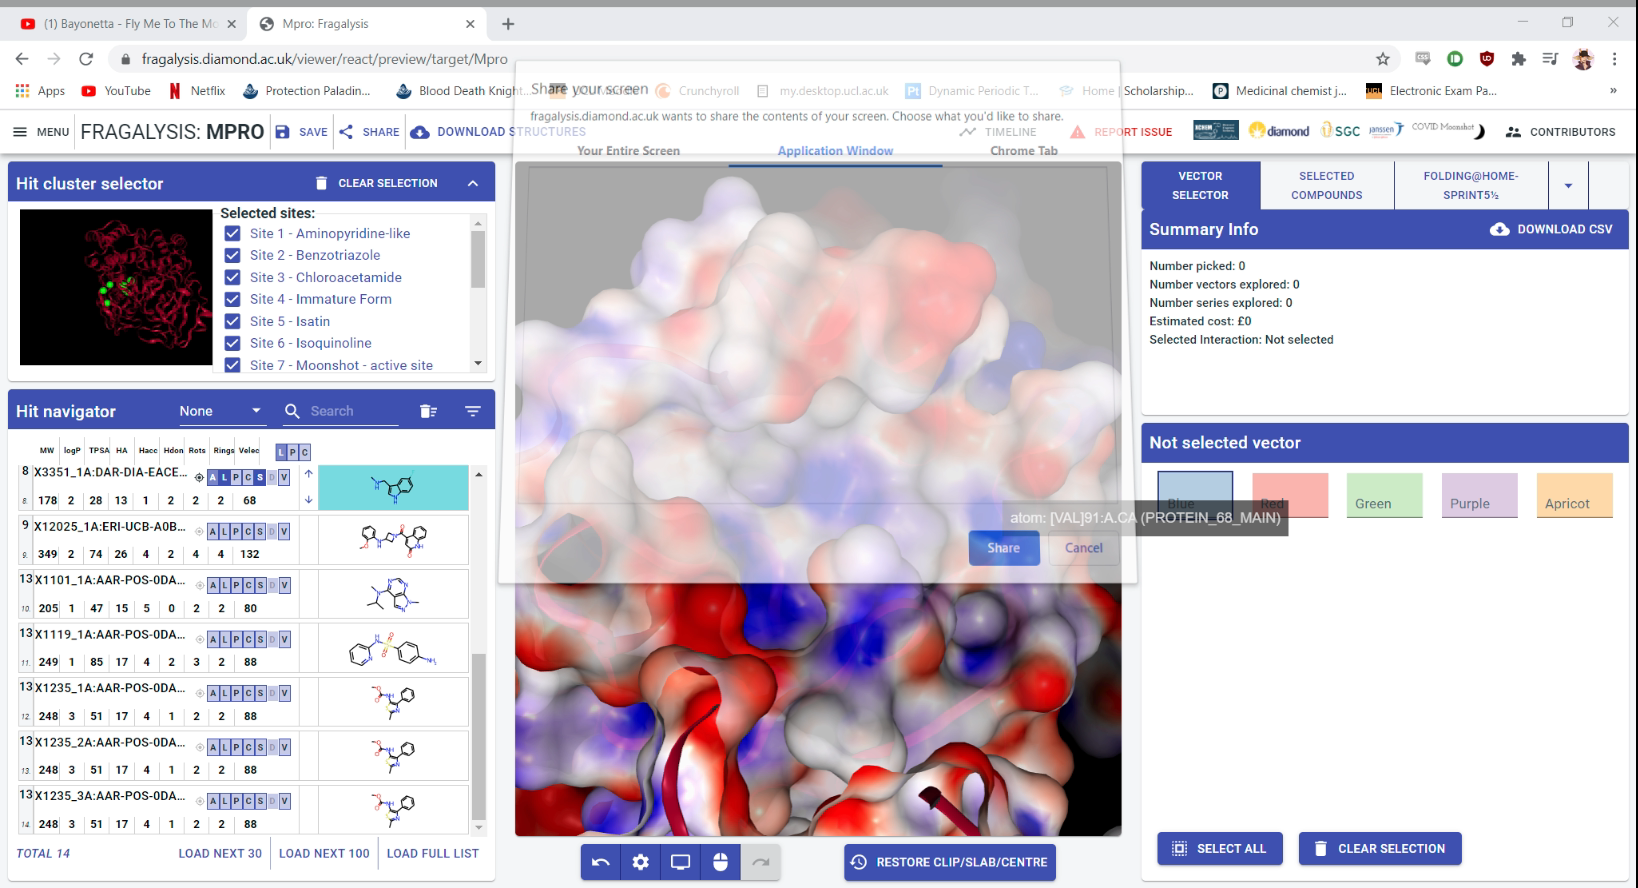 (1) Bayonetta - Fly Me To The Mo
Mpro: Fragalysis
fragalysis.diamond.ac.uk/viewer/react/preview/target/Mpro
Apps
YouTube
Netflix
Protection Paladin...
Blood Death Knight...
Crunchyroll
my.desktop.ucl.ac.uk
Dynamic Periodic T...
Home | Scholarship...
Medicinal chemist j...
Electronic Exam Pa...
»
Share your screen
fragalysis.diamond.ac.uk wants to share the contents of your screen. Choose what you'd like to share.
Your Entire Screen
Application Window
Chrome Tab
MENU
FRAGALYSIS: MPRO
SAVE
SHARE
DOWNLOAD STRUCTURES
TIMELINE
REPORT ISSUE
diamond
SGC
janssen
COVID Moonshot
CONTRIBUTORS
Hit cluster selector
CLEAR SELECTION
Selected sites:
Site 1 - Aminopyridine-like
Site 2 - Benzotriazole
Site 3 - Chloroacetamide
Site 4 - Immature Form
Site 5 - Isatin
Site 6 - Isoquinoline
Site 7 - Moonshot - active site
Hit navigator
None
Search
MW logP TPSA HA Hacc Hdon Rots Rings Velec L P C
8 X3351_1A:DAR-DIA-EACE... A L P C S D V
8. 178 2 28 13 1 2 2 2 68
9 X12025_1A:ERI-UCB-A0B... A L P C S D V
9. 349 2 74 26 4 2 4 4 132
13 X1101_1A:AAR-POS-0DA... A L P C S D V
10. 205 1 47 15 5 0 2 2 80
13 X1119_1A:AAR-POS-0DA... A L P C S D V
11. 249 1 85 17 4 2 3 2 88
13 X1235_1A:AAR-POS-0DA... A L P C S D V
12. 248 3 51 17 4 1 2 2 88
13 X1235_2A:AAR-POS-0DA... A L P C S D V
13. 248 3 51 17 4 1 2 2 88
13 X1235_3A:AAR-POS-0DA... A L P C S D V
14. 248 3 51 17 4 1 2 2 88
TOTAL 14
LOAD NEXT 30
LOAD NEXT 100
LOAD FULL LIST
atom: [VAL]91:A.CA (PROTEIN_68_MAIN)
Share
Cancel
RESTORE CLIP/SLAB/CENTRE
VECTOR SELECTOR
SELECTED COMPOUNDS
FOLDING@HOME-SPRINT5½
Summary Info
DOWNLOAD CSV
Number picked: 0
Number vectors explored: 0
Number series explored: 0
Estimated cost: £0
Selected Interaction: Not selected
Not selected vector
Blue
Red
Green
Purple
Apricot
SELECT ALL
CLEAR SELECTION